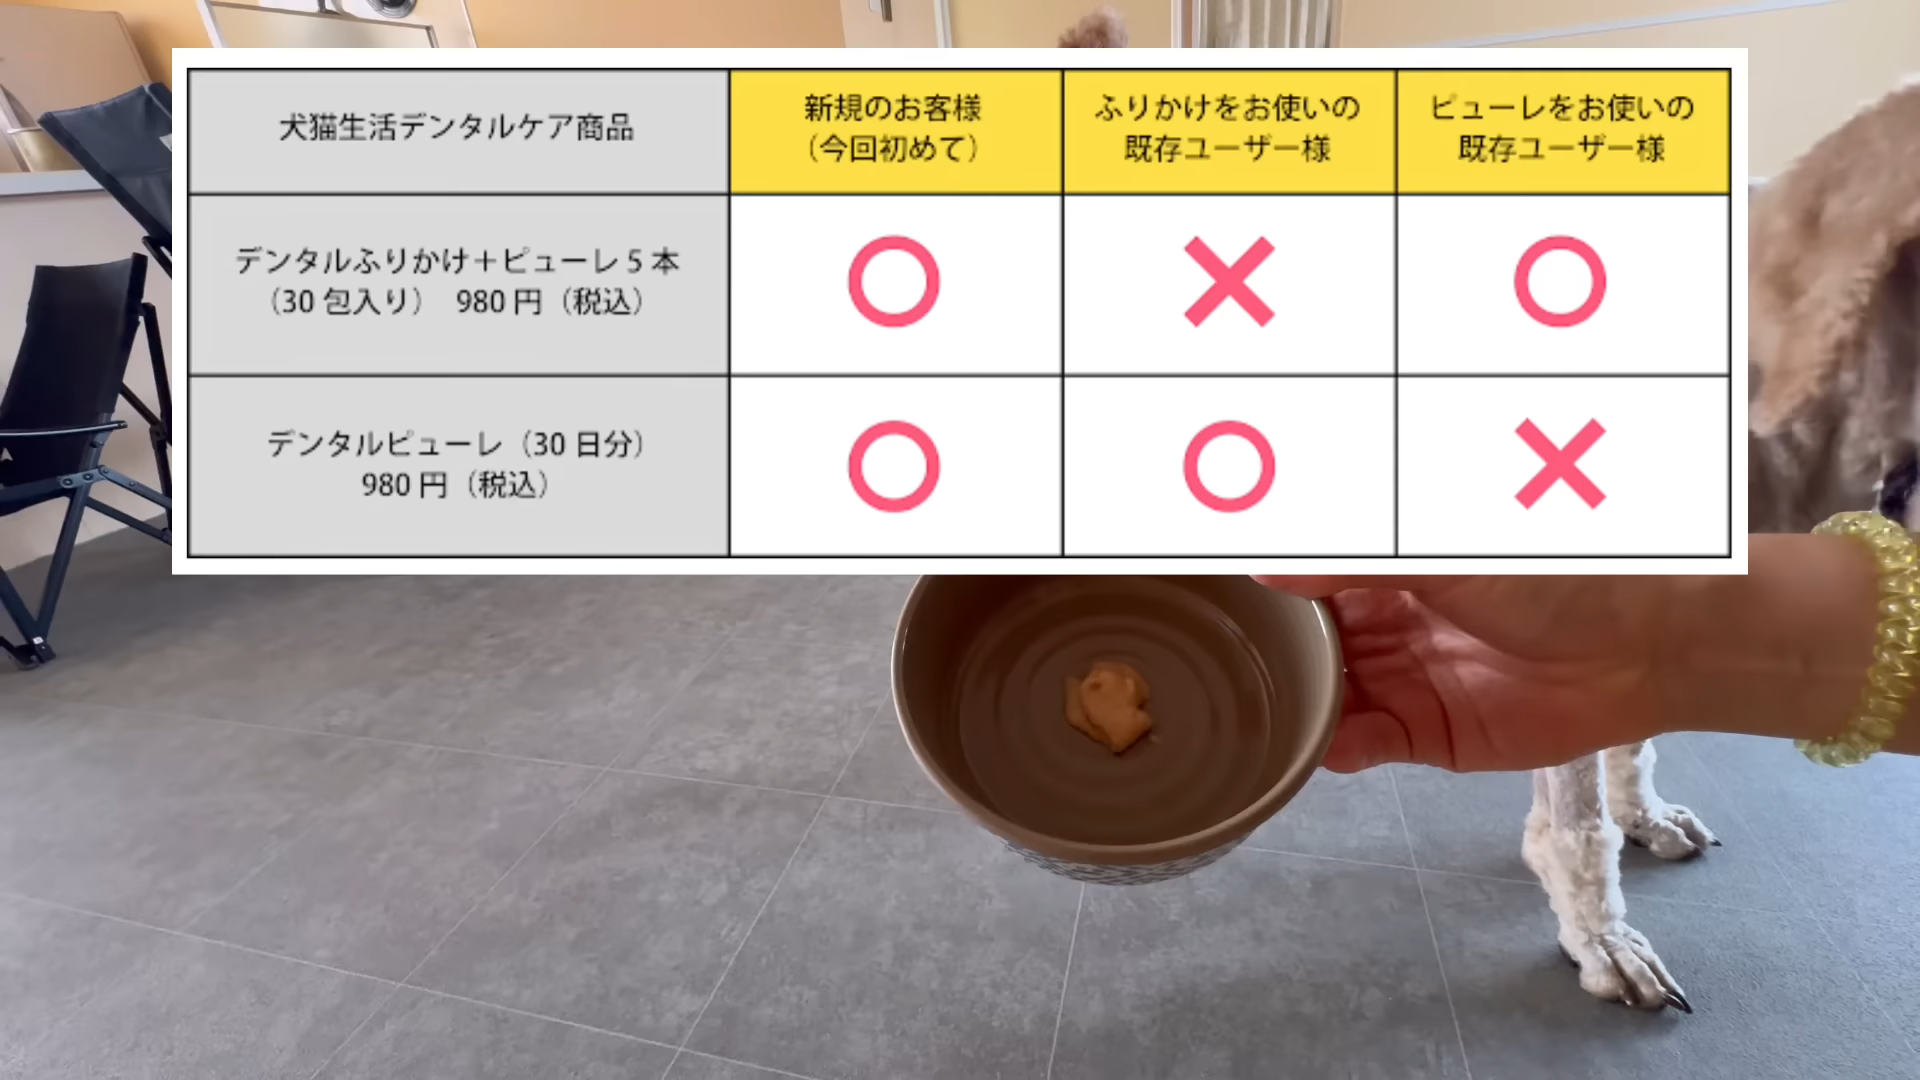 犬猫生活デンタルケア商品
新規のお客様
（今回初めて）
ふりかけをお使いの
既存ユーザー様
ピューレをお使いの
既存ユーザー様
デンタルふりかけ＋ピューレ5本
（30包入り） 980円（税込）
デンタルピューレ（30日分）
980円（税込）